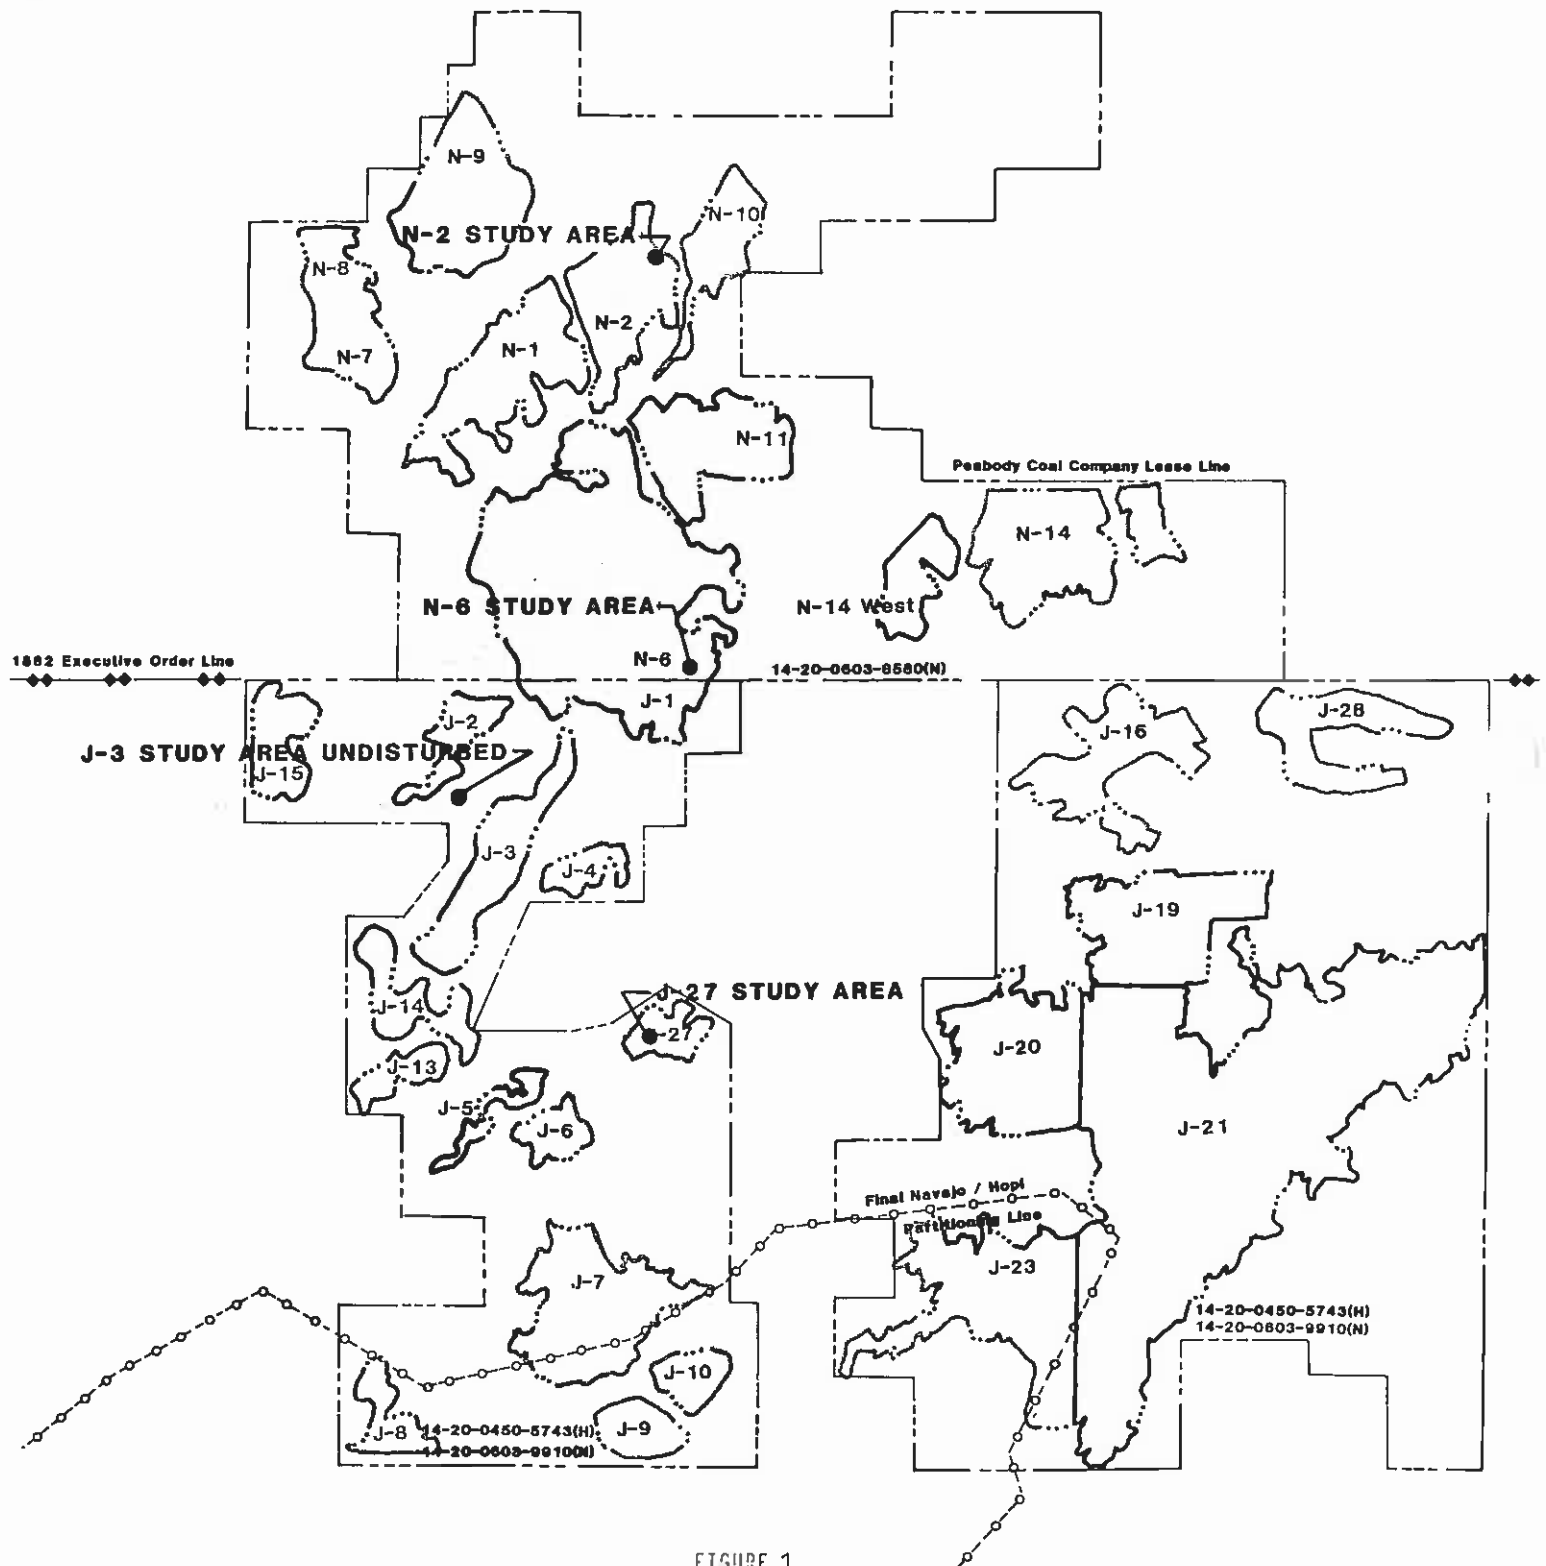 N-9
N-10
N-2 STUDY AREA
N-8
N-2
N-1
N-7
N-11
Peabody Coal Company Lease Line
N-14
N-6 STUDY AREA
N-14 West
1882 Executive Order Line
N-6
14-20-0603-8580(N)
J-1
J-2
J-28
J-16
J-3 STUDY AREA UNDISTURBED
J-15
J-3
J-4
J-19
J-27 STUDY AREA
J-14
-27
J-20
J-13
J-5
J-6
J-21
Final Navajo / Hopi
Partitioning Line
J-23
J-7
14-20-0450-5743(H)
14-20-0603-9910(N)
J-10
J-8
14-20-0450-5743(H)
J-9
14-20-0603-9910(N)
FIGURE 1